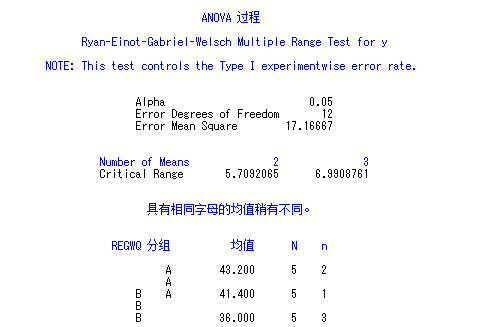 ANOVA 过程
Ryan-Einot-Gabriel-Welsch Multiple Range Test for y
NOTE: This test controls the Type I experimentwise error rate.
Alpha 0.05
Error Degrees of Freedom 12
Error Mean Square 17.16667
Number of Means 2 3
Critical Range 5.7092065 6.9908761
具有相同字母的均值稍有不同。
REGWQ 分组 均值 N n
A 43.200 5 2
A
B A 41.400 5 1
B
B 36.000 5 3